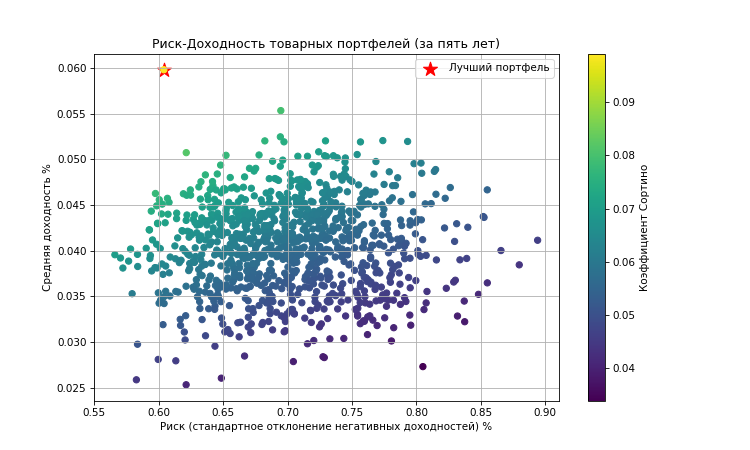 Риск-Доходность товарных портфелей (за пять лет)
Лучший портфель
Средняя доходность %
0.060
0.055
0.050
0.045
0.040
0.035
0.030
0.025
0.55 0.60 0.65 0.70 0.75 0.80 0.85 0.90
Риск (стандартное отклонение негативных доходностей) %
0.09
0.08
0.07
0.06
0.05
0.04
Коэффициент Сортино